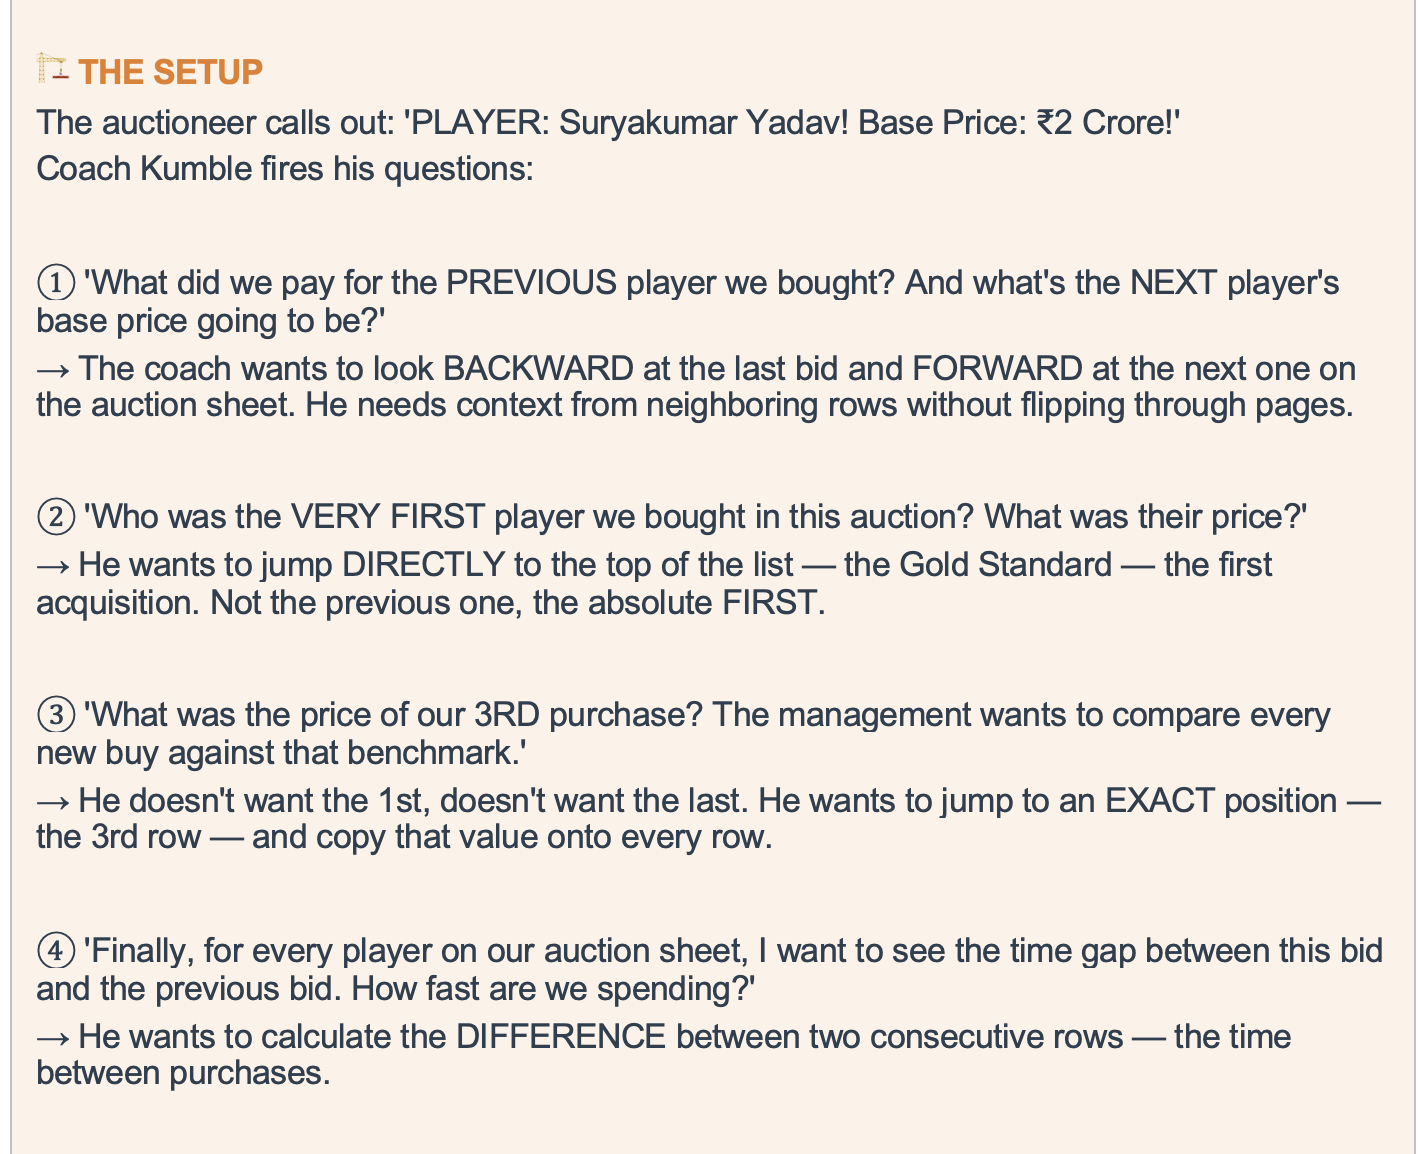 🏗️ THE SETUP
The auctioneer calls out: 'PLAYER: Suryakumar Yadav! Base Price: ₹2 Crore!'
Coach Kumble fires his questions:
① 'What did we pay for the PREVIOUS player we bought? And what's the NEXT player's
base price going to be?'
→ The coach wants to look BACKWARD at the last bid and FORWARD at the next one on
the auction sheet. He needs context from neighboring rows without flipping through pages.
② 'Who was the VERY FIRST player we bought in this auction? What was their price?'
→ He wants to jump DIRECTLY to the top of the list — the Gold Standard — the first
acquisition. Not the previous one, the absolute FIRST.
③ 'What was the price of our 3RD purchase? The management wants to compare every
new buy against that benchmark.'
→ He doesn't want the 1st, doesn't want the last. He wants to jump to an EXACT position —
the 3rd row — and copy that value onto every row.
④ 'Finally, for every player on our auction sheet, I want to see the time gap between this bid
and the previous bid. How fast are we spending?'
→ He wants to calculate the DIFFERENCE between two consecutive rows — the time
between purchases.